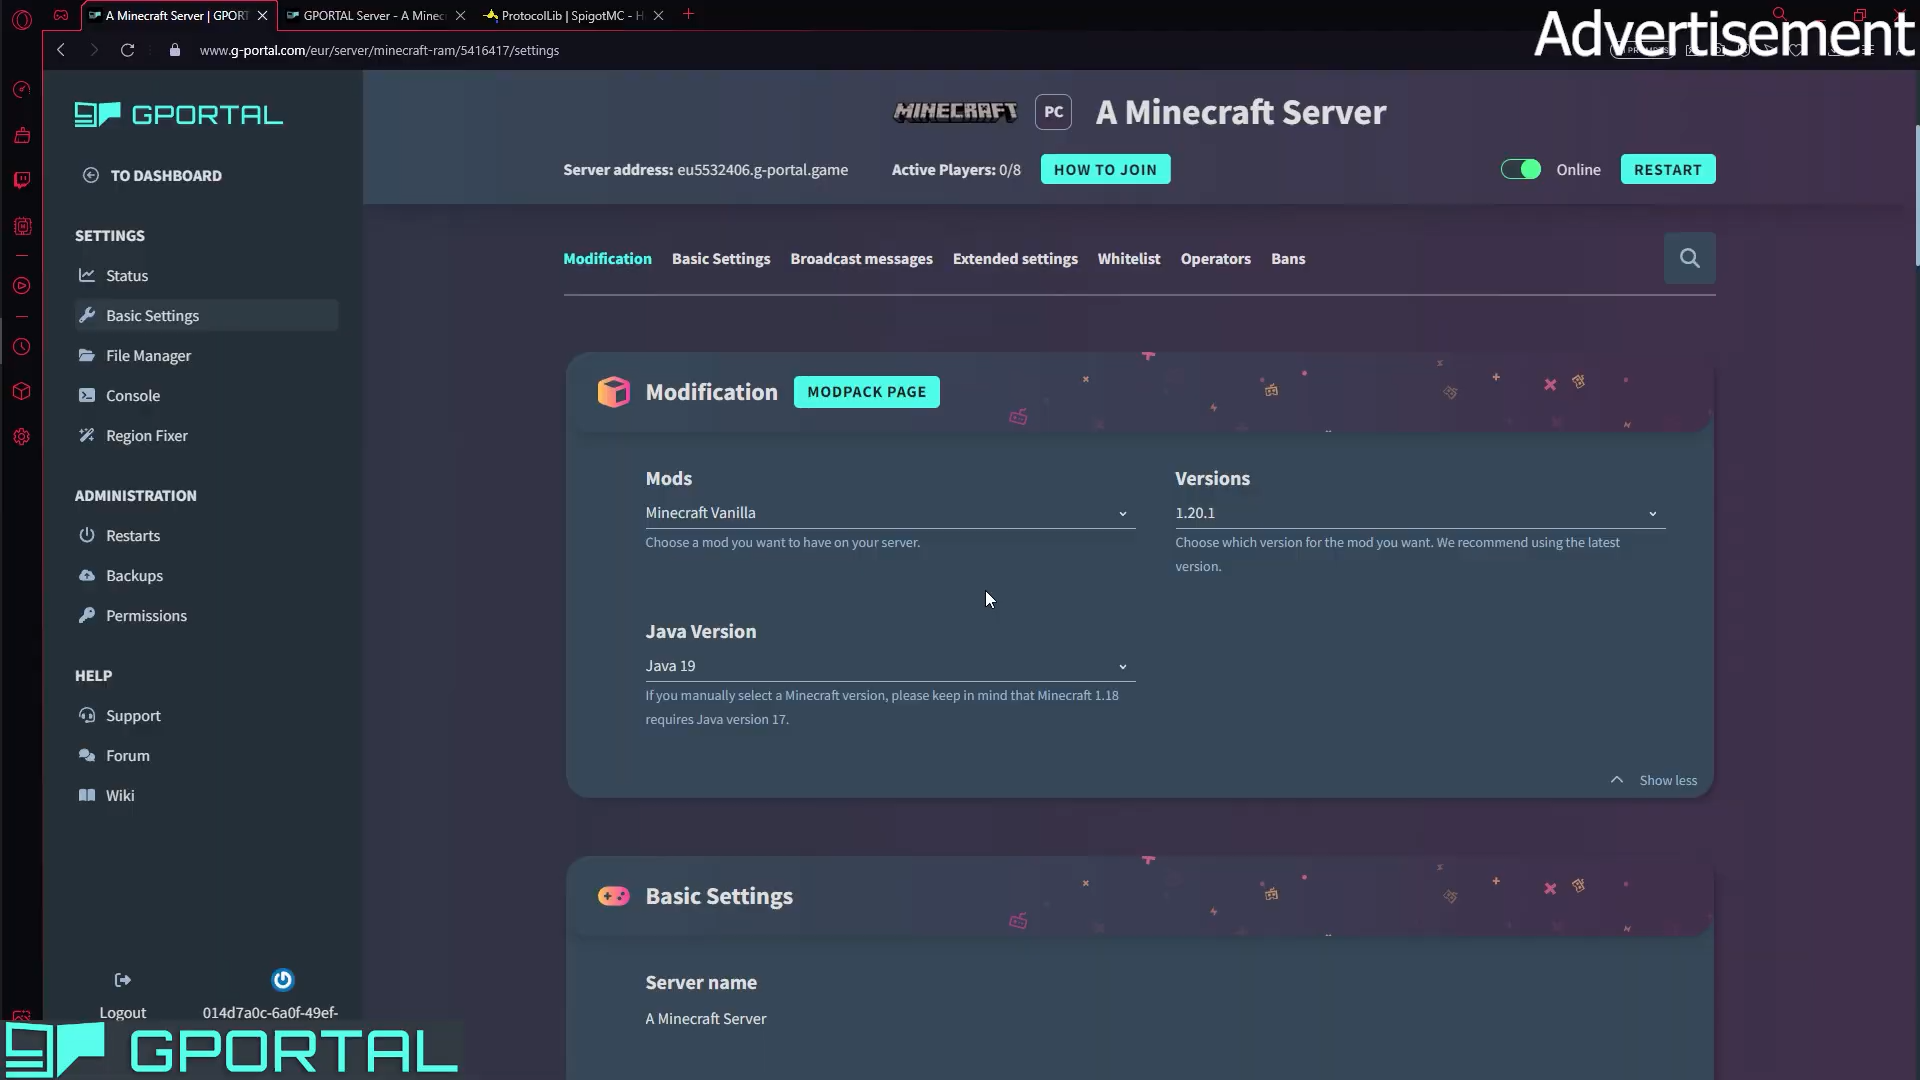 A Minecraft Server | GPORT
GPORTAL Server - A Minec
ProtocolLib | SpigotMC - H
Advertisement
www.g-portal.com/eur/server/minecraft-ram/5416417/settings
GPORTAL
MINECRAFT
PC
A Minecraft Server
TO DASHBOARD
Server address: eu5532406.g-portal.game
Active Players: 0/8
HOW TO JOIN
Online
RESTART
SETTINGS
Status
Basic Settings
File Manager
Console
Region Fixer
ADMINISTRATION
Restarts
Backups
Permissions
HELP
Support
Forum
Wiki
Logout
014d7a0c-6a0f-49ef-
GPORTAL
Modification
Basic Settings
Broadcast messages
Extended settings
Whitelist
Operators
Bans
Modification
MODPACK PAGE
Mods
Minecraft Vanilla
Choose a mod you want to have on your server.
Versions
1.20.1
Choose which version for the mod you want. We recommend using the latest
version.
Java Version
Java 19
If you manually select a Minecraft version, please keep in mind that Minecraft 1.18
requires Java version 17.
Show less
Basic Settings
Server name
A Minecraft Server